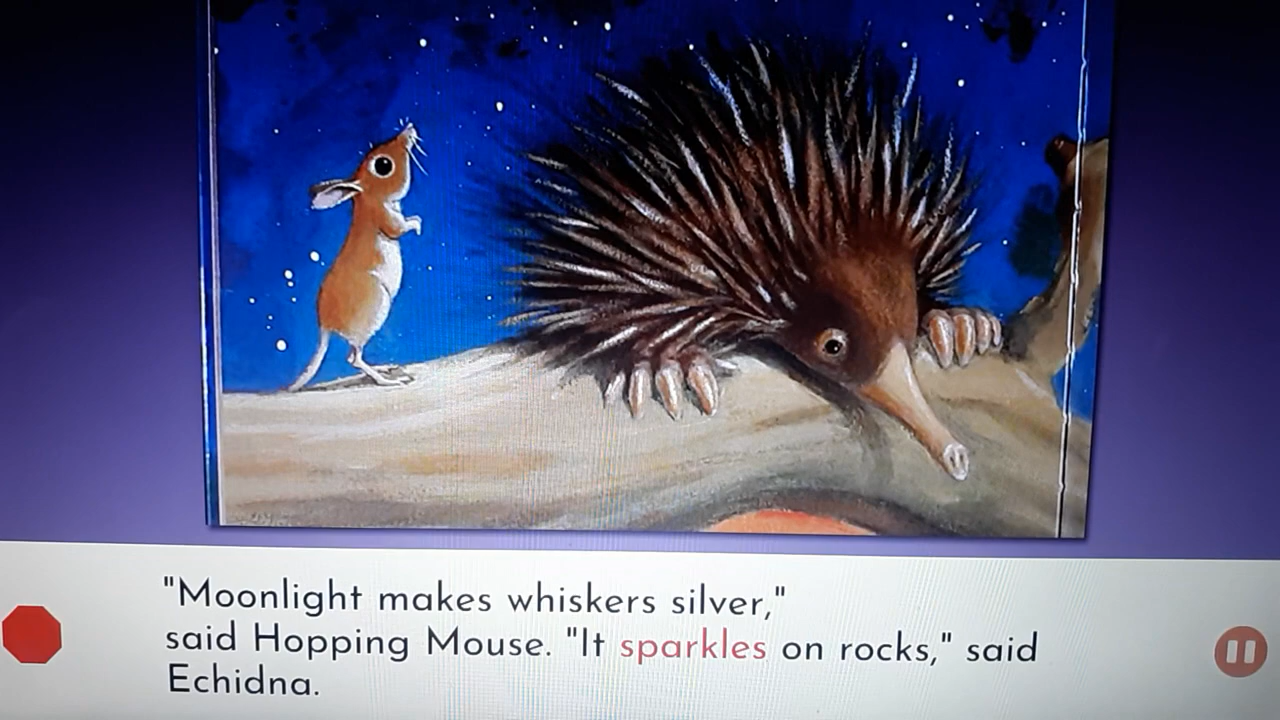 "Moonlight makes whiskers silver,"
said Hopping Mouse. "It sparkles on rocks," said
Echidna.